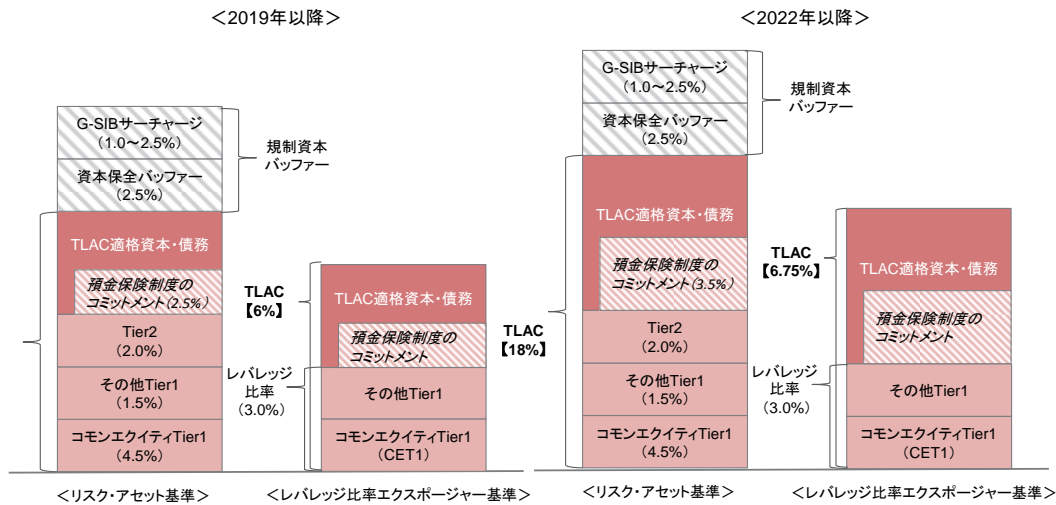 ＜2019年以降＞
G-SIBサーチャージ
（1.0～2.5%）
資本保全バッファー
（2.5%）
規制資本
バッファー
TLAC適格資本・債務
預金保険制度の
コミットメント（2.5%）
Tier2
（2.0%）
その他Tier1
（1.5%）
コモンエクイティTier1
（4.5%）
＜リスク・アセット基準＞
TLAC
【6%】
TLAC適格資本・債務
預金保険制度の
コミットメント
レバレッジ
比率
（3.0%）
その他Tier1
コモンエクイティTier1
（CET1）
＜レバレッジ比率エクスポージャー基準＞
＜2022年以降＞
G-SIBサーチャージ
（1.0～2.5%）
資本保全バッファー
（2.5%）
規制資本
バッファー
TLAC
【18%】
TLAC適格資本・債務
預金保険制度の
コミットメント（3.5%）
Tier2
（2.0%）
その他Tier1
（1.5%）
コモンエクイティTier1
（4.5%）
＜リスク・アセット基準＞
TLAC
【6.75%】
TLAC適格資本・債務
預金保険制度の
コミットメント
レバレッジ
比率
（3.0%）
その他Tier1
コモンエクイティTier1
（CET1）
＜レバレッジ比率エクスポージャー基準＞